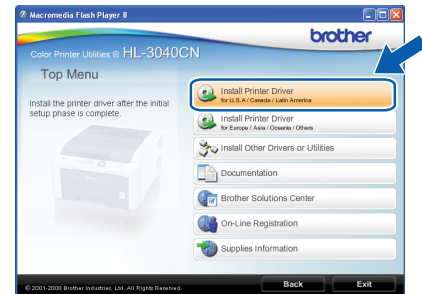 Macromedia Flash Player 8
brother
Color Printer Utilities ® HL-3040CN
Top Menu
Install the printer driver after the initial
setup phase is complete.
Install Printer Driver
for U.S.A / Canada / Latin America
Install Printer Driver
for Europe / Asia / Oceania / Others
Install Other Drivers or Utilities
Documentation
Brother Solutions Center
On-Line Registration
Supplies Information
© 2001-2008 Brother Industries, Ltd. All Rights Reserved.
Back
Exit